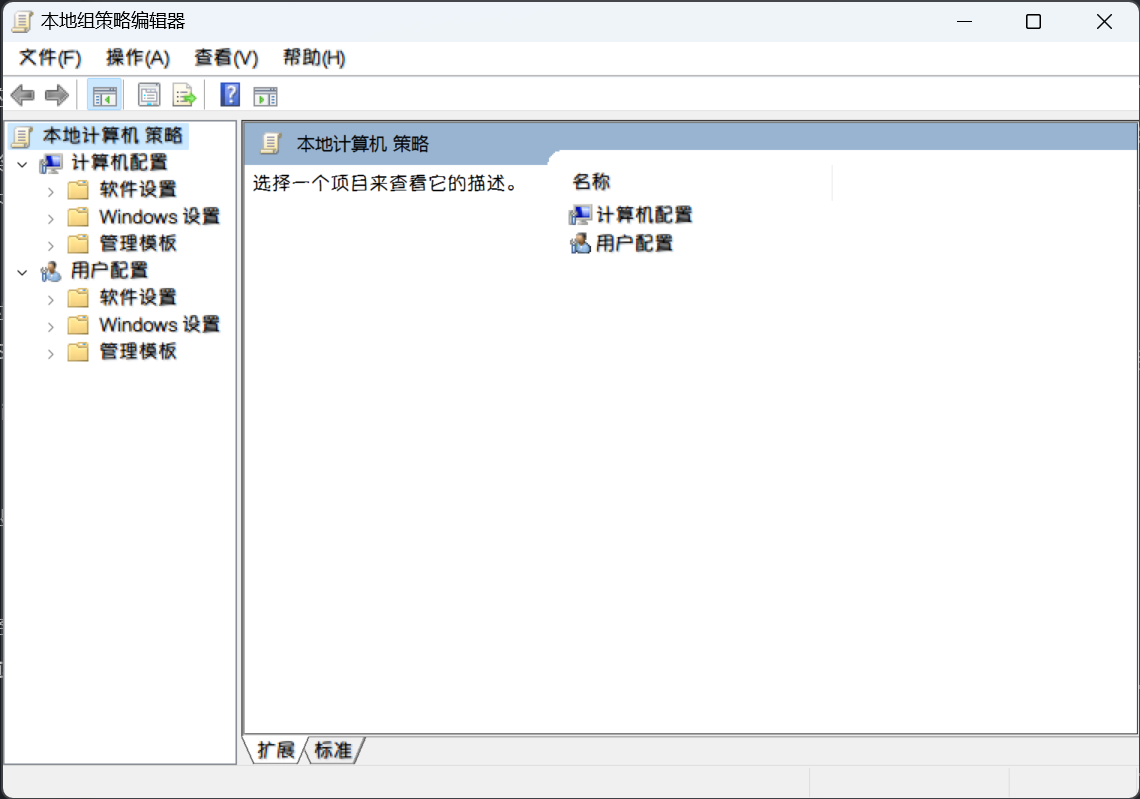 本地组策略编辑器
文件(F) 操作(A) 查看(V) 帮助(H)
本地计算机 策略
计算机配置
软件设置
Windows 设置
管理模板
用户配置
软件设置
Windows 设置
管理模板
本地计算机 策略
选择一个项目来查看它的描述。
名称
计算机配置
用户配置
扩展 标准